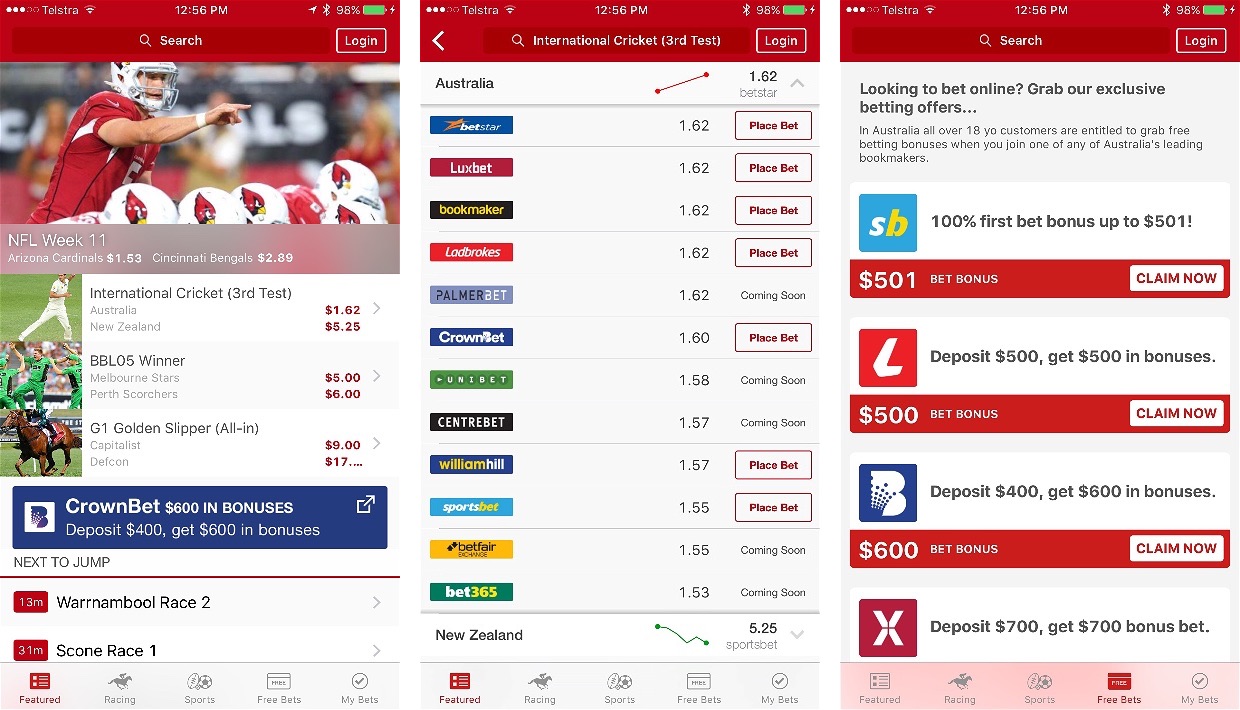 Telstra 12:56 PM 98%
Search Login
NFL Week 11
Arizona Cardinals $1.53 Cincinnati Bengals $2.89
International Cricket (3rd Test)
Australia $1.62
New Zealand $5.25
BBL05 Winner
Melbourne Stars $5.00
Perth Scorchers $6.00
G1 Golden Slipper (All-in)
Capitalist $9.00
Defcon $17....
CrownBet $600 IN BONUSES
Deposit $400, get $600 in bonuses
NEXT TO JUMP
13m Warrnambool Race 2
31m Scone Race 1
Featured Racing Sports FREE Free Bets My Bets
Telstra 12:56 PM 98%
International Cricket (3rd Test) Login
Australia 1.62
betstar
betstar 1.62 Place Bet
Luxbet 1.62 Place Bet
bookmaker 1.62 Place Bet
Ladbrokes 1.62 Place Bet
PALMERBET 1.62 Coming Soon
CrownBet 1.60 Place Bet
UNIBET 1.58 Coming Soon
CENTREBET 1.57 Coming Soon
williamhill 1.57 Place Bet
sportsbet 1.55 Place Bet
betfair EXCHANGE 1.55 Coming Soon
bet365 1.53 Coming Soon
New Zealand 5.25
sportsbet
Featured Racing Sports FREE Free Bets My Bets
Telstra 12:56 PM 98%
Search Login
Looking to bet online? Grab our exclusive
betting offers...
In Australia all over 18 yo customers are entitled to grab free
betting bonuses when you join one of any of Australia's leading
bookmakers.
sb 100% first bet bonus up to $501!
$501 BET BONUS CLAIM NOW
L Deposit $500, get $500 in bonuses.
$500 BET BONUS CLAIM NOW
B Deposit $400, get $600 in bonuses.
$600 BET BONUS CLAIM NOW
X Deposit $700, get $700 bonus bet.
Featured Racing Sports FREE Free Bets My Bets